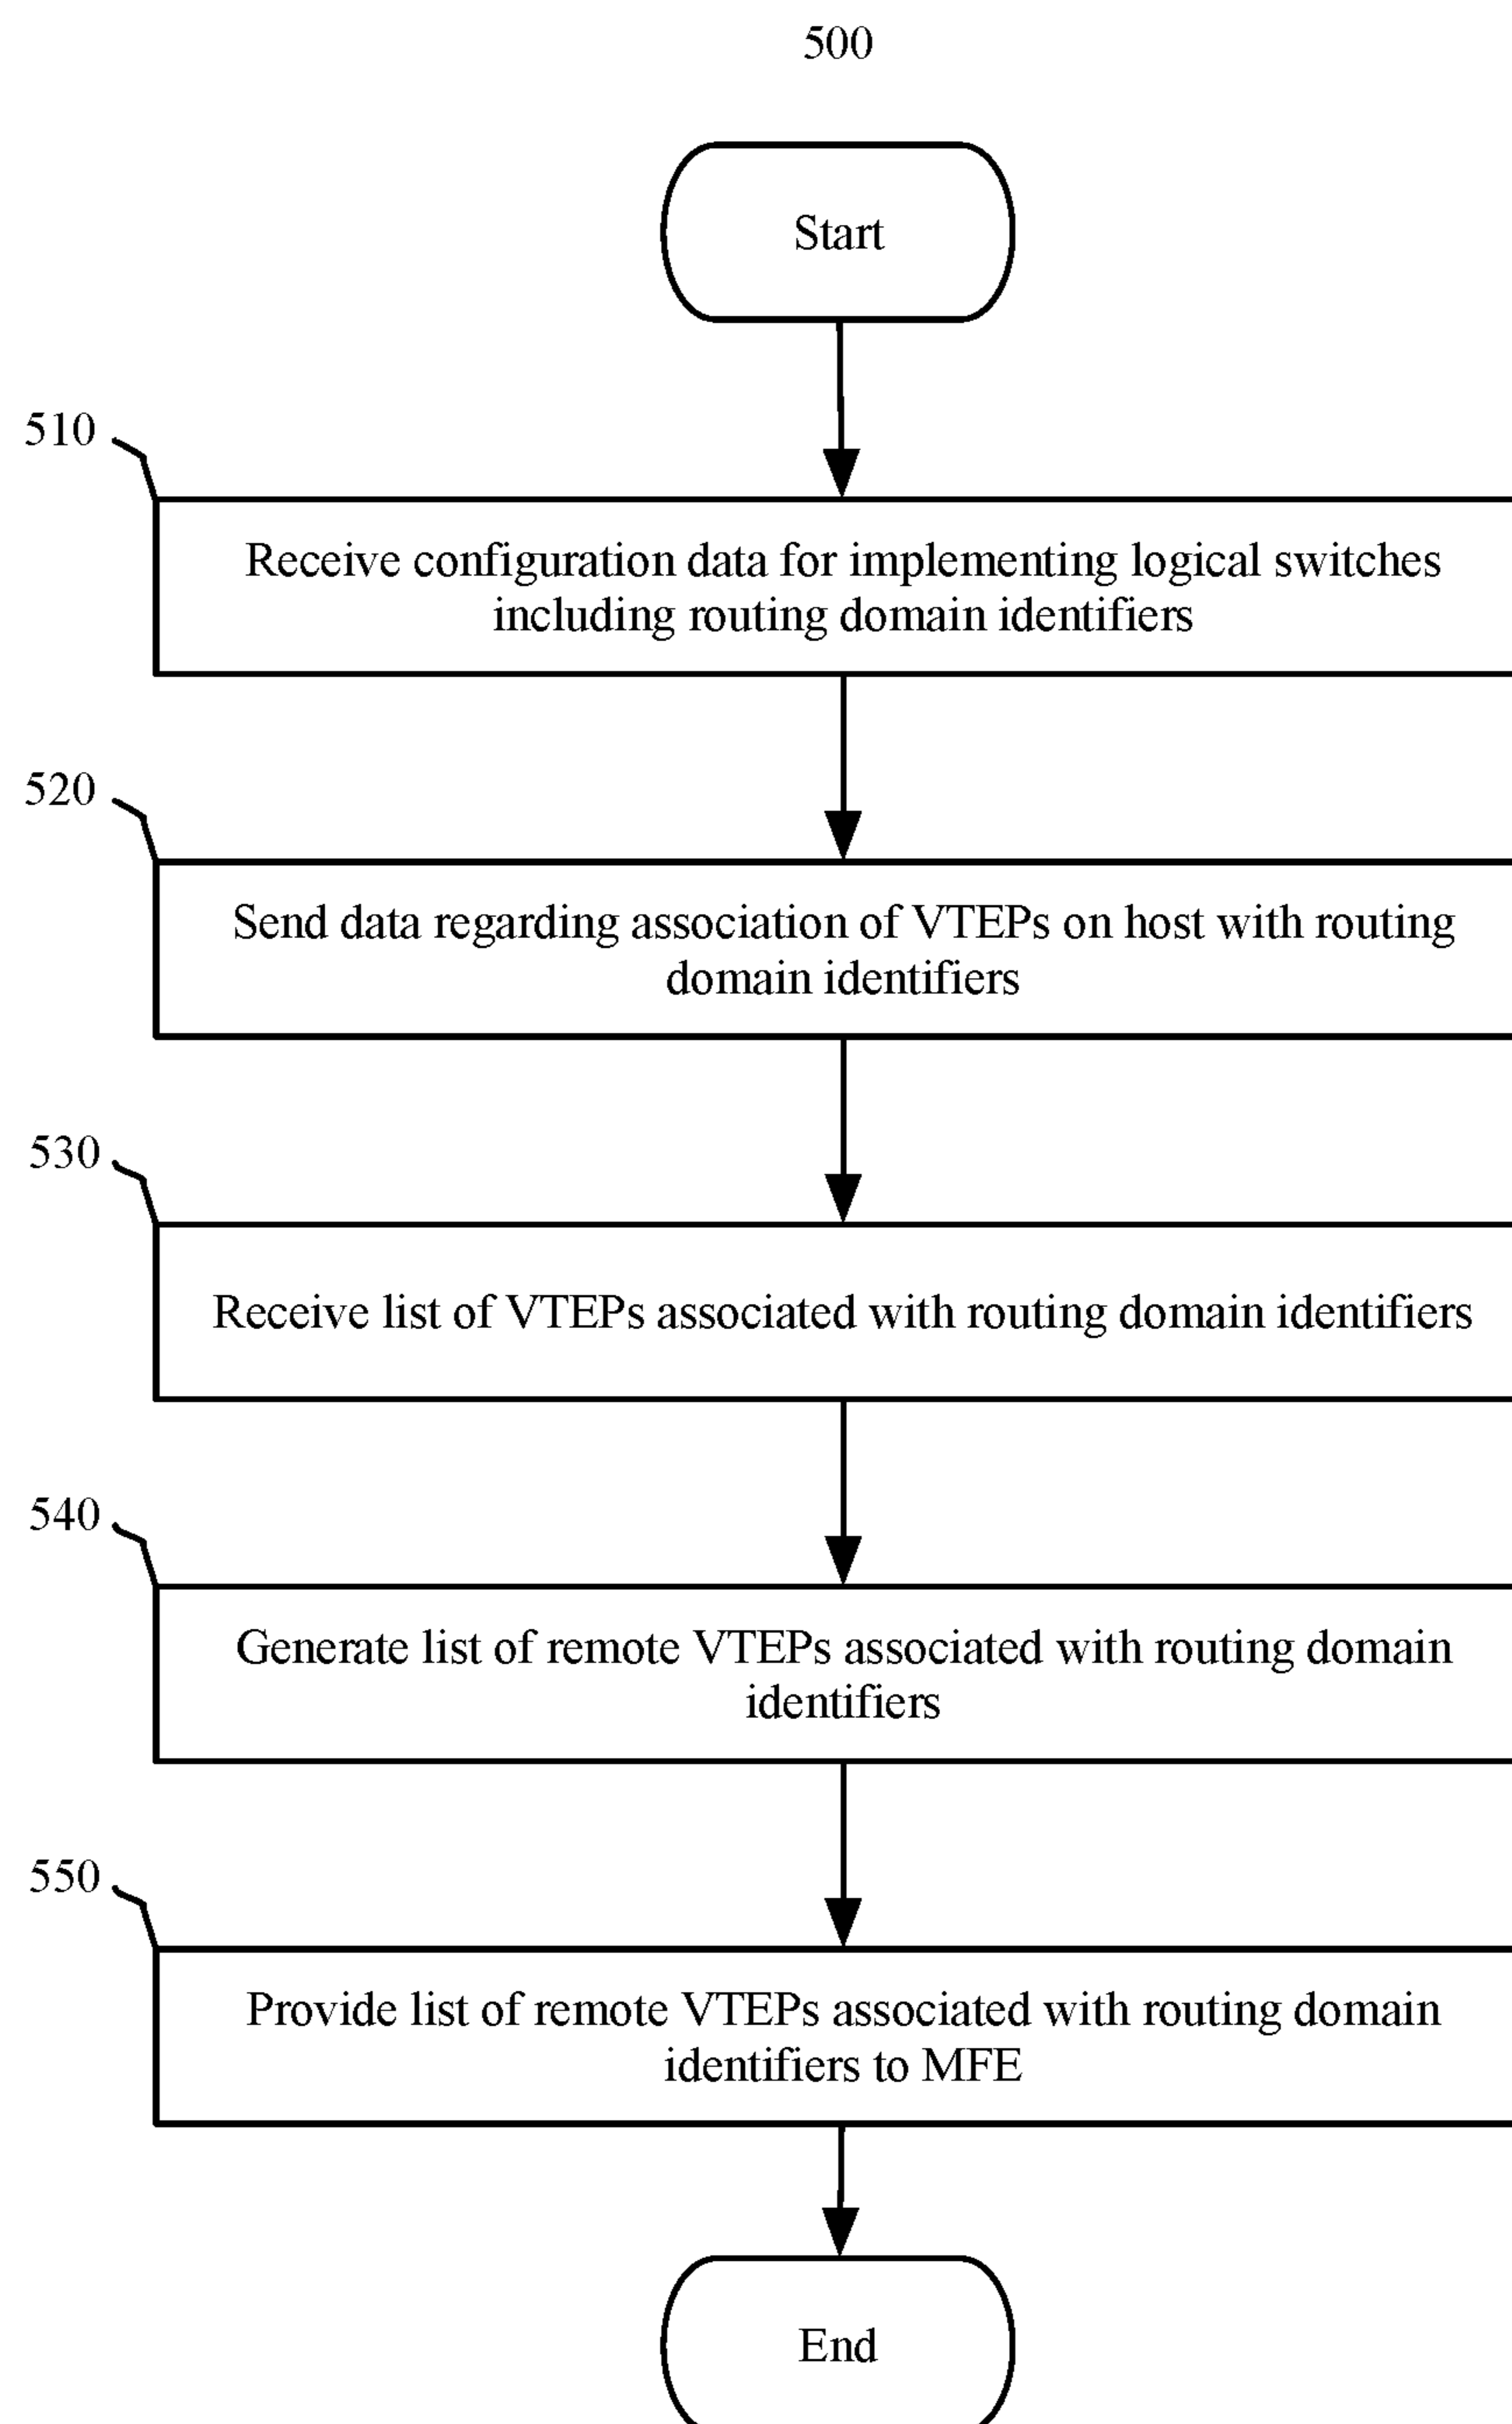 500
Start
510
Receive configuration data for implementing logical switches
including routing domain identifiers
520
Send data regarding association of VTEPs on host with routing
domain identifiers
530
Receive list of VTEPs associated with routing domain identifiers
540
Generate list of remote VTEPs associated with routing domain
identifiers
550
Provide list of remote VTEPs associated with routing domain
identifiers to MFE
End